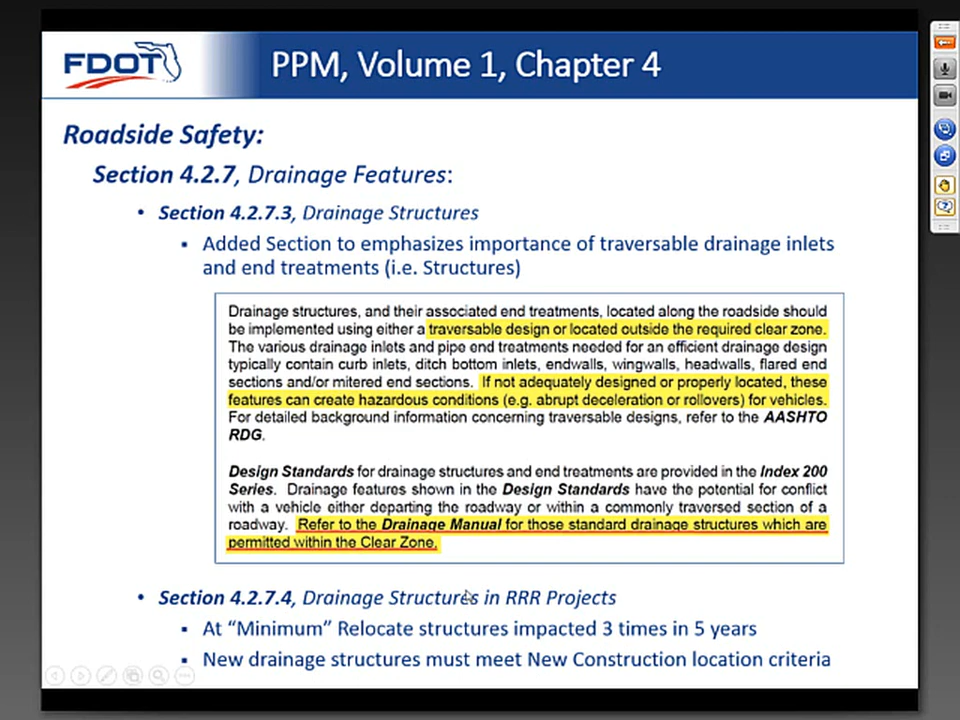 FDOT
PPM, Volume 1, Chapter 4
Roadside Safety:
Section 4.2.7, Drainage Features:
• Section 4.2.7.3, Drainage Structures
▪ Added Section to emphasizes importance of traversable drainage inlets
and end treatments (i.e. Structures)
Drainage structures, and their associated end treatments, located along the roadside should
be implemented using either a traversable design or located outside the required clear zone.
The various drainage inlets and pipe end treatments needed for an efficient drainage design
typically contain curb inlets, ditch bottom inlets, endwalls, wingwalls, headwalls, flared end
sections and/or mitered end sections. If not adequately designed or properly located, these
features can create hazardous conditions (e.g. abrupt deceleration or rollovers) for vehicles.
For detailed background information concerning traversable designs, refer to the AASHTO
RDG.
Design Standards for drainage structures and end treatments are provided in the Index 200
Series. Drainage features shown in the Design Standards have the potential for conflict
with a vehicle either departing the roadway or within a commonly traversed section of a
roadway. Refer to the Drainage Manual for those standard drainage structures which are
permitted within the Clear Zone.
• Section 4.2.7.4, Drainage Structures in RRR Projects
▪ At “Minimum” Relocate structures impacted 3 times in 5 years
▪ New drainage structures must meet New Construction location criteria